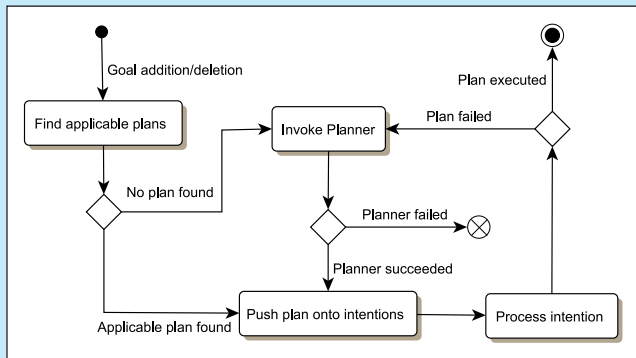 Goal addition/deletion
Plan executed
Find applicable plans
Invoke Planner
Plan failed
No plan found
Planner failed
Planner succeeded
Applicable plan found
Push plan onto intentions
Process intention